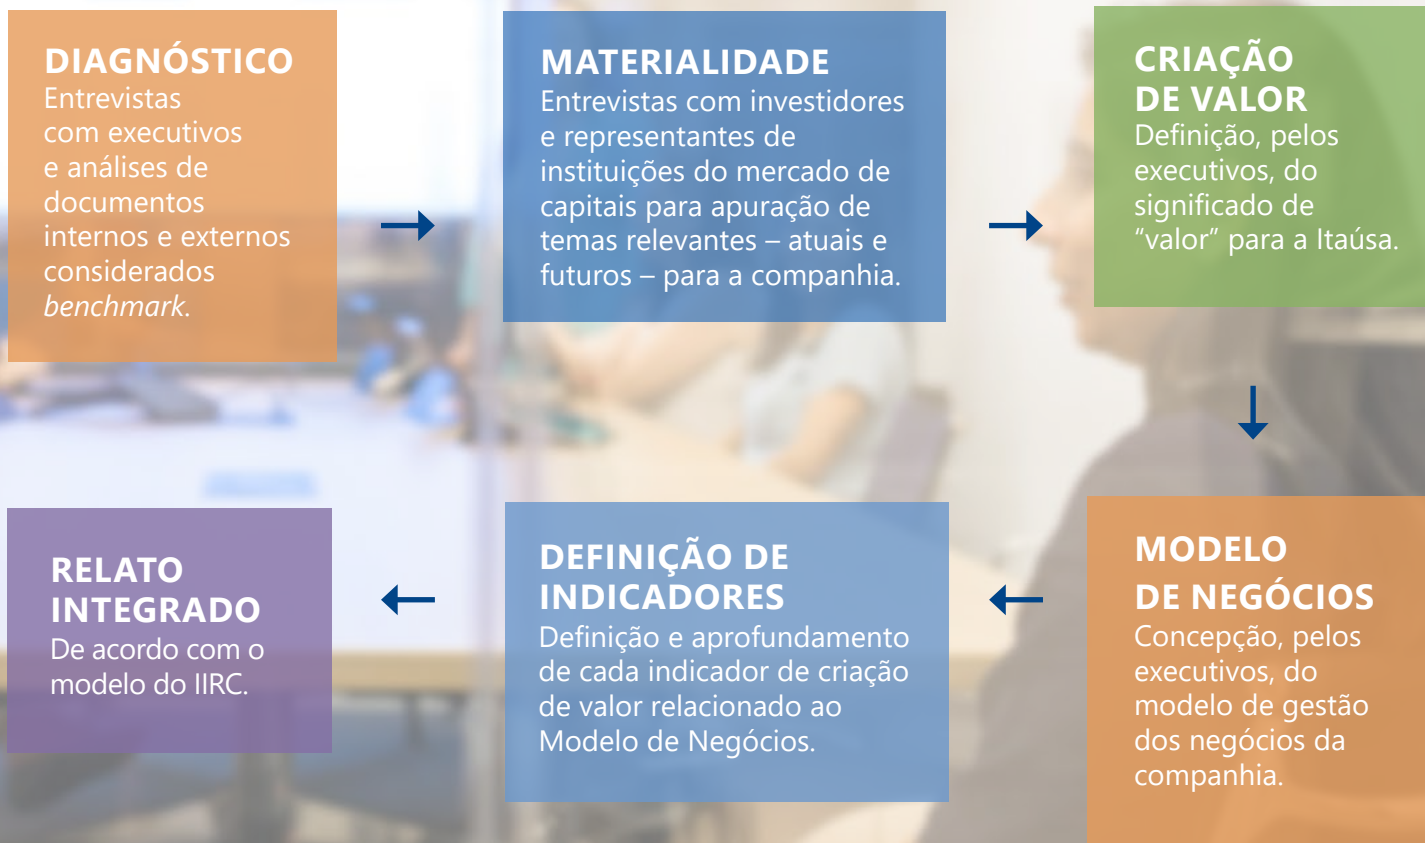 DIAGNÓSTICO
Entrevistas
com executivos
e análises de
documentos
internos e externos
considerados
benchmark.
MATERIALIDADE
Entrevistas com investidores
e representantes de
instituições do mercado de
capitais para apuração de
temas relevantes – atuais e
futuros – para a companhia.
CRIAÇÃO
DE VALOR
Definição, pelos
executivos, do
significado de
“valor” para a Itaúsa.
MODELO
DE NEGÓCIOS
Concepção, pelos
executivos, do
modelo de gestão
dos negócios da
companhia.
DEFINIÇÃO DE
INDICADORES
Definição e aprofundamento
de cada indicador de criação
de valor relacionado ao
Modelo de Negócios.
RELATO
INTEGRADO
De acordo com o
modelo do IIRC.